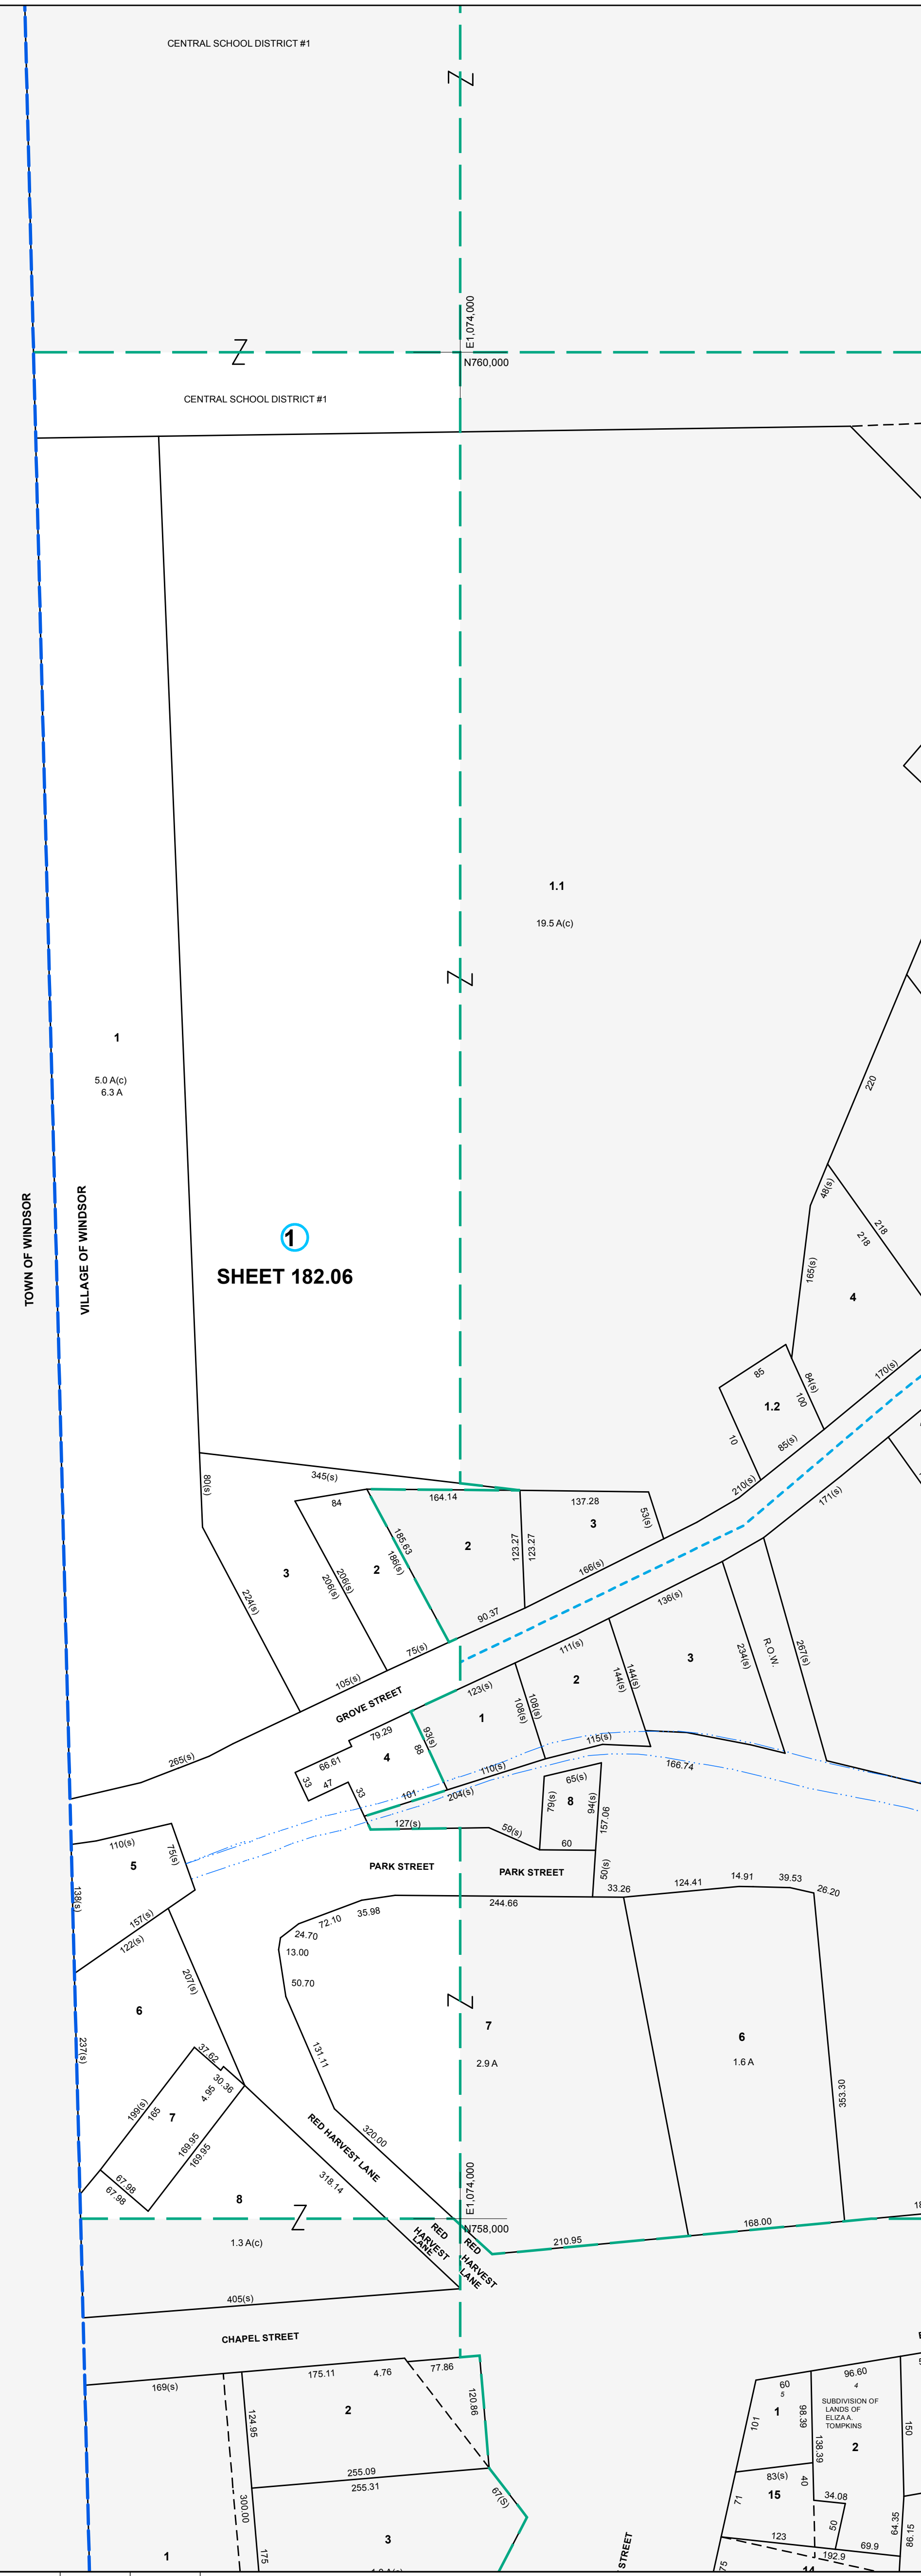 CENTRAL SCHOOL DISTRICT #1
E1,074,000
N760,000
CENTRAL SCHOOL DISTRICT #1
1.1
19.5 A(c)
1
5.0 A(c)
6.3 A
220
48(s)
218
218
165(s)
4
TOWN OF WINDSOR
VILLAGE OF WINDSOR
1
SHEET 182.06
85
84(s)
100
170(s)
1.2
10
85(s)
210(s)
171(s)
80(s)
345(s)
84
164.14
137.28
53(s)
3
185.63
186(s)
2
123.27
123.27
3
2
206(s)
206(s)
224(s)
166(s)
90.37
75(s)
105(s)
136(s)
111(s)
GROVE STREET
123(s)
234(s)
R.O.W.
267(s)
3
2
144(s)
144(s)
108(s)
108(s)
1
79.29
93(s)
88
4
66.61
33
47
33
265(s)
115(s)
110(s)
166.74
101
204(s)
65(s)
79(s)
8
94(s)
157.06
127(s)
59(s)
60
110(s)
75(s)
5
PARK STREET
PARK STREET
50(s)
138(s)
157(s)
122(s)
207(s)
33.26
124.41
14.91
39.53
26.20
244.66
35.98
72.10
24.70
13.00
50.70
6
237(s)
7
2.9 A
6
1.6 A
131.11
353.30
37.62
30.36
4.95
199(s)
165
7
169.95
169.95
67.98
67.98
320.00
RED HARVEST LANE
318.14
8
1.3 A(c)
E1,074,000
N758,000
RED
HARVEST
LANE
RED
HARVEST
LANE
210.95
168.00
405(s)
CHAPEL STREET
169(s)
175.11
4.76
77.86
120.86
2
124.95
255.09
255.31
300.00
67(S)
3
175
1
STREET
60
5
96.60
4
SUBDIVISION OF
LANDS OF
ELIZA A.
TOMPKINS
101
1
98.39
138.39
2
150
83(s)
40
15
71
34.08
50
64.35
86.15
123
69.9
192.9
75
14